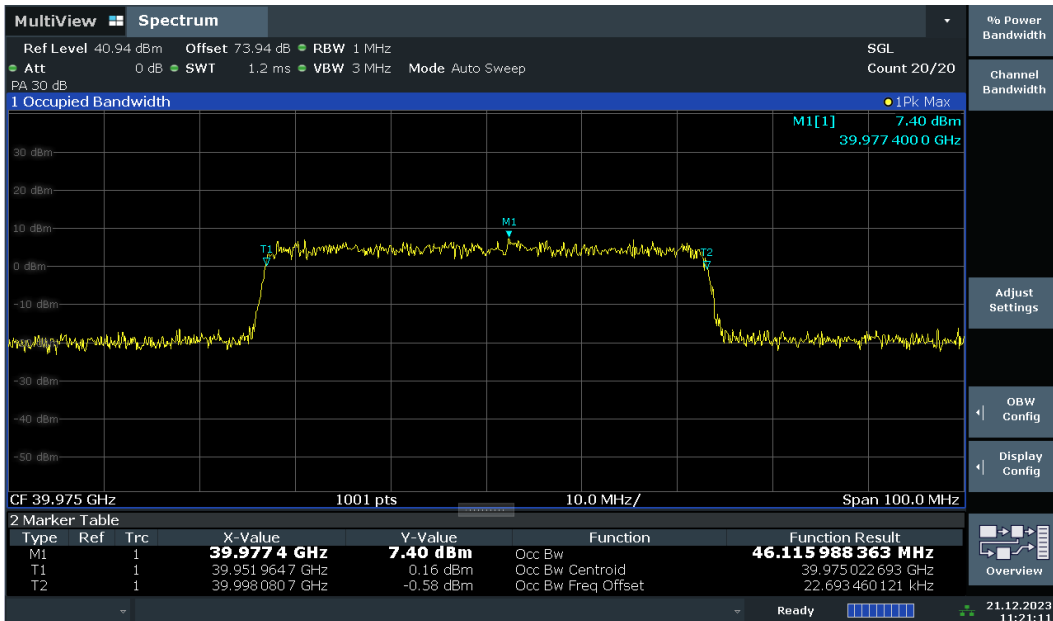 MultiView Spectrum
% Power Bandwidth
Ref Level 40.94 dBm Offset 73.94 dB RBW 1 MHz SGL
Att 0 dB SWT 1.2 ms VBW 3 MHz Mode Auto Sweep Count 20/20
PA 30 dB
Channel Bandwidth
1 Occupied Bandwidth 1Pk Max
M1[1] 7.40 dBm
39.977 400 0 GHz
30 dBm
20 dBm
10 dBm
M1
T1
T2
0 dBm
-10 dBm
-30 dBm
-40 dBm
-50 dBm
Adjust Settings
OBW Config
Display Config
CF 39.975 GHz 1001 pts 10.0 MHz/ Span 100.0 MHz
2 Marker Table
Type Ref Trc X-Value Y-Value Function Function Result
M1 1 39.977 4 GHz 7.40 dBm Occ Bw 46.115 988 363 MHz
T1 1 39.951 964 7 GHz 0.16 dBm Occ Bw Centroid 39.975 022 693 GHz
T2 1 39.998 080 7 GHz -0.58 dBm Occ Bw Freq Offset 22.693 460 121 kHz
Overview
Ready 21.12.2023
11:21:11